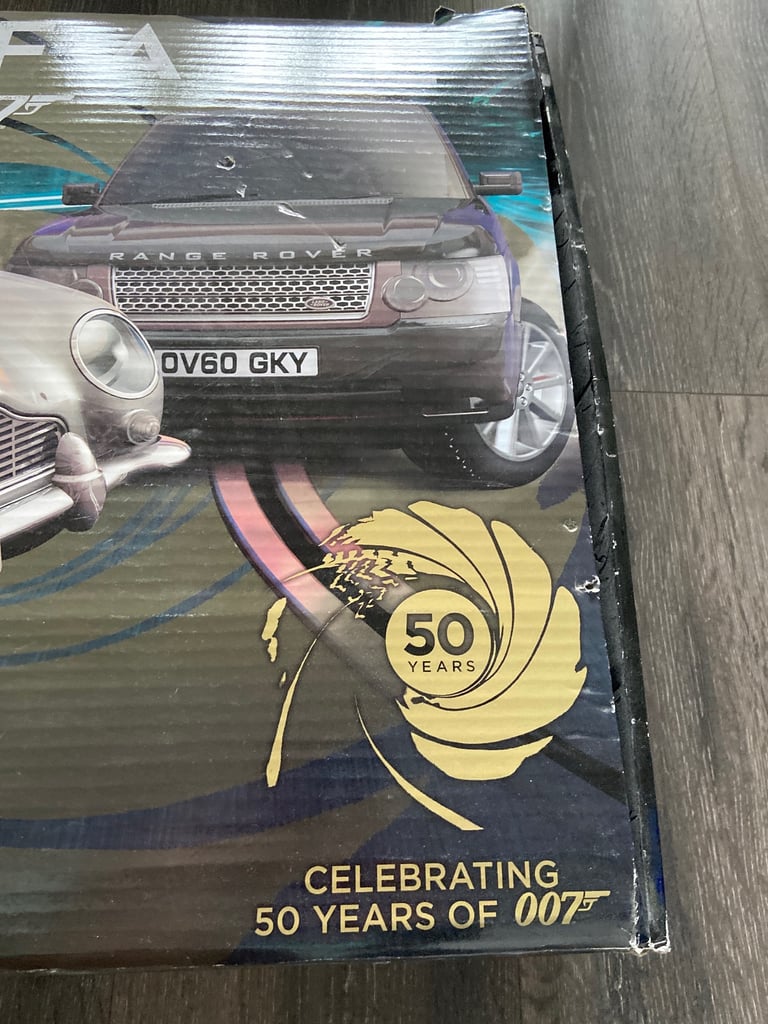 RANGE ROVER
OV60 GKY
50
YEARS
CELEBRATING
50 YEARS OF 007